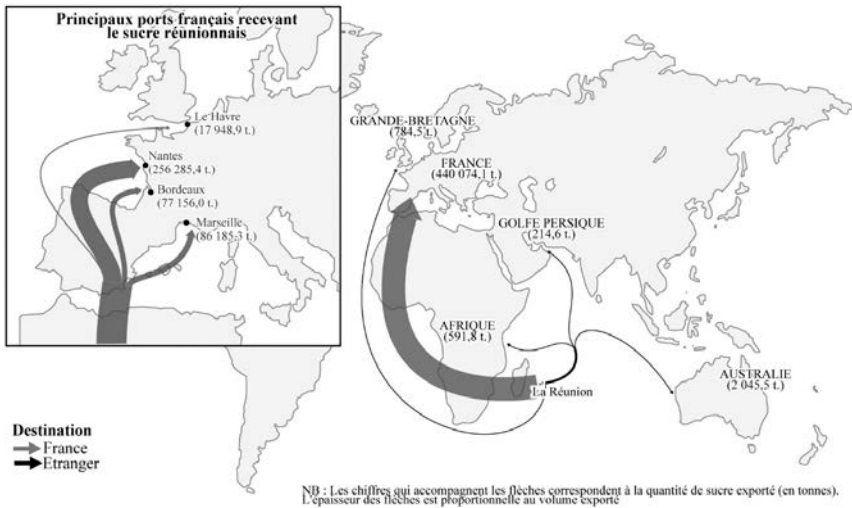 Principaux ports français recevant
le sucre réunionnais
Le Havre
(17 948,9 t.)
Nantes
(256 285,4 t.)
Bordeaux
(77 156,0 t.)
Marseille
(86 185,3 t.)
GRANDE-BRETAGNE
(784,5 t.)
FRANCE
(440 074,1 t.)
GOLFE PERSIQUE
(214,6 t.)
AFRIQUE
(591,8 t.)
AUSTRALIE
(2 045,5 t.)
La Réunion
Destination
France
Etranger
NB : Les chiffres qui accompagnent les flèches correspondent à la quantité de sucre exporté (en tonnes).
L'épaisseur des flèches est proportionnelle au volume exporté